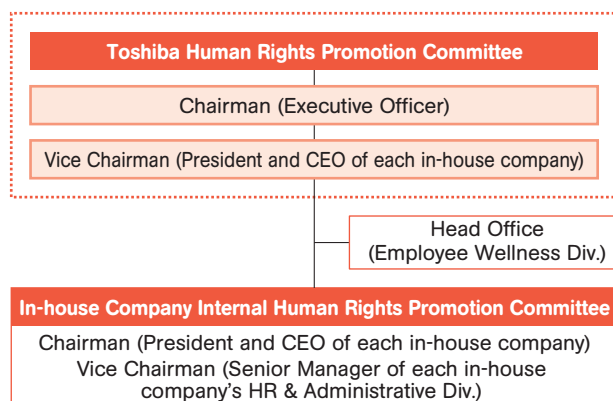 Toshiba Human Rights Promotion Committee
Chairman (Executive Officer)
Vice Chairman (President and CEO of each in-house company)
Head Office
(Employee Wellness Div.)
In-house Company Internal Human Rights Promotion Committee
Chairman (President and CEO of each in-house company)
Vice Chairman (Senior Manager of each in-house
company’s HR & Administrative Div.)